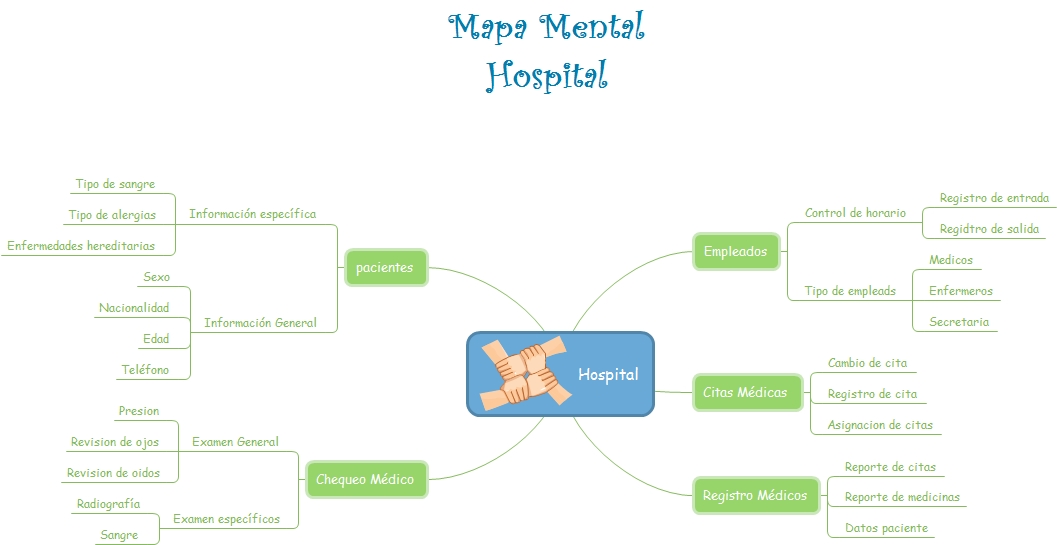 Mapa Mental
Hospital
Tipo de sangre
Tipo de alergias
Enfermedades hereditarias
Información específica
pacientes
Sexo
Nacionalidad
Edad
Teléfono
Información General
Presion
Revision de ojos
Revision de oidos
Examen General
Chequeo Médico
Radiografía
Sangre
Examen específicos
Hospital
Empleados
Control de horario
Registro de entrada
Regidtro de salida
Tipo de empleads
Medicos
Enfermeros
Secretaria
Citas Médicas
Cambio de cita
Registro de cita
Asignacion de citas
Registro Médicos
Reporte de citas
Reporte de medicinas
Datos paciente